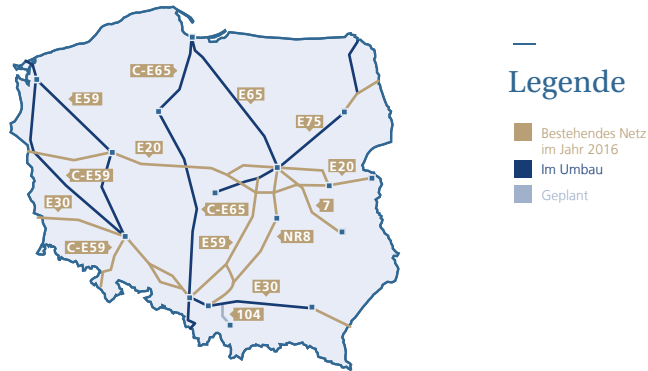 C-E65
E59
E65
E75
E20
E20
C-E59
E30
C-E65
7
E59
NR8
C-E59
E30
104
Legende
Bestehendes Netz
im Jahr 2016
Im Umbau
Geplant